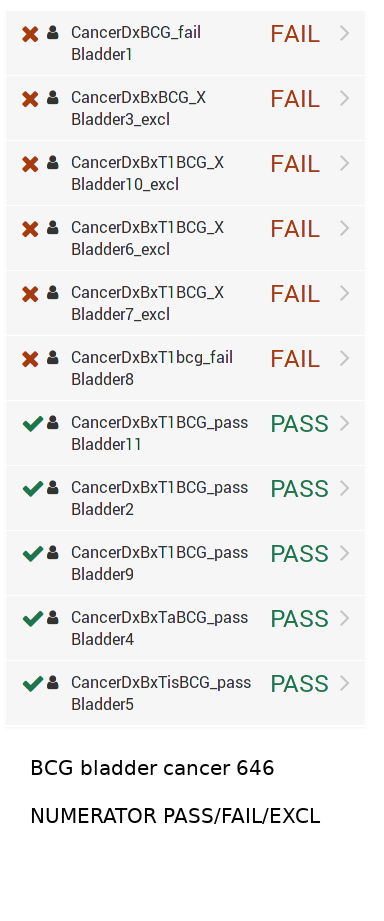 CancerDxBCG_fail FAIL
Bladder1
CancerDxBxBCG_X FAIL
Bladder3_excl
CancerDxBxT1BCG_X FAIL
Bladder10_excl
CancerDxBxT1BCG_X FAIL
Bladder6_excl
CancerDxBxT1BCG_X FAIL
Bladder7_excl
CancerDxBxT1bcg_fail FAIL
Bladder8
CancerDxBxT1BCG_pass PASS
Bladder11
CancerDxBxT1BCG_pass PASS
Bladder2
CancerDxBxT1BCG_pass PASS
Bladder9
CancerDxBxTaBCG_pass PASS
Bladder4
CancerDxBxTisBCG_pass PASS
Bladder5
BCG bladder cancer 646
NUMERATOR PASS/FAIL/EXCL